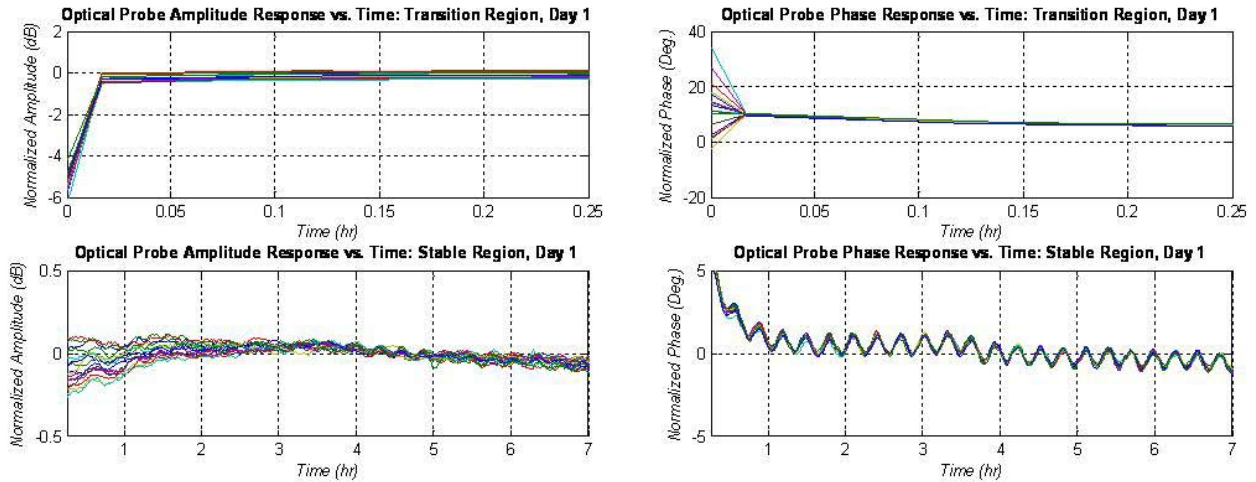 Optical Probe Amplitude Response vs. Time: Transition Region, Day 1
Normalized Amplitude (dB)
2
0
-2
-4
-6
0 0.05 0.1 0.15 0.2 0.25
Time (hr)
Optical Probe Phase Response vs. Time: Transition Region, Day 1
Normalized Phase (Deg.)
40
20
0
-20
0 0.05 0.1 0.15 0.2 0.25
Time (hr)
Optical Probe Amplitude Response vs. Time: Stable Region, Day 1
Normalized Amplitude (dB)
0.5
0
-0.5
1 2 3 4 5 6 7
Time (hr)
Optical Probe Phase Response vs. Time: Stable Region, Day 1
Normalized Phase (Deg.)
5
0
-5
1 2 3 4 5 6 7
Time (hr)